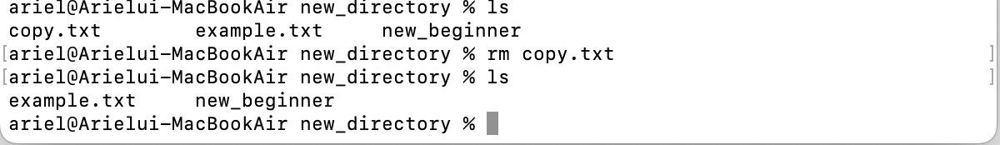 ariel@Arielui-MacBookAir new_directory % ls
copy.txt        example.txt     new_beginner
[ariel@Arielui-MacBookAir new_directory % rm copy.txt ]
[ariel@Arielui-MacBookAir new_directory % ls ]
example.txt     new_beginner
ariel@Arielui-MacBookAir new_directory %